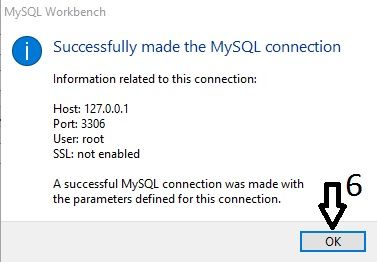 MySQL Workbench
Successfully made the MySQL connection
Information related to this connection:
Host: 127.0.0.1
Port: 3306
User: root
SSL: not enabled
A successful MySQL connection was made with
the parameters defined for this connection.
6
OK